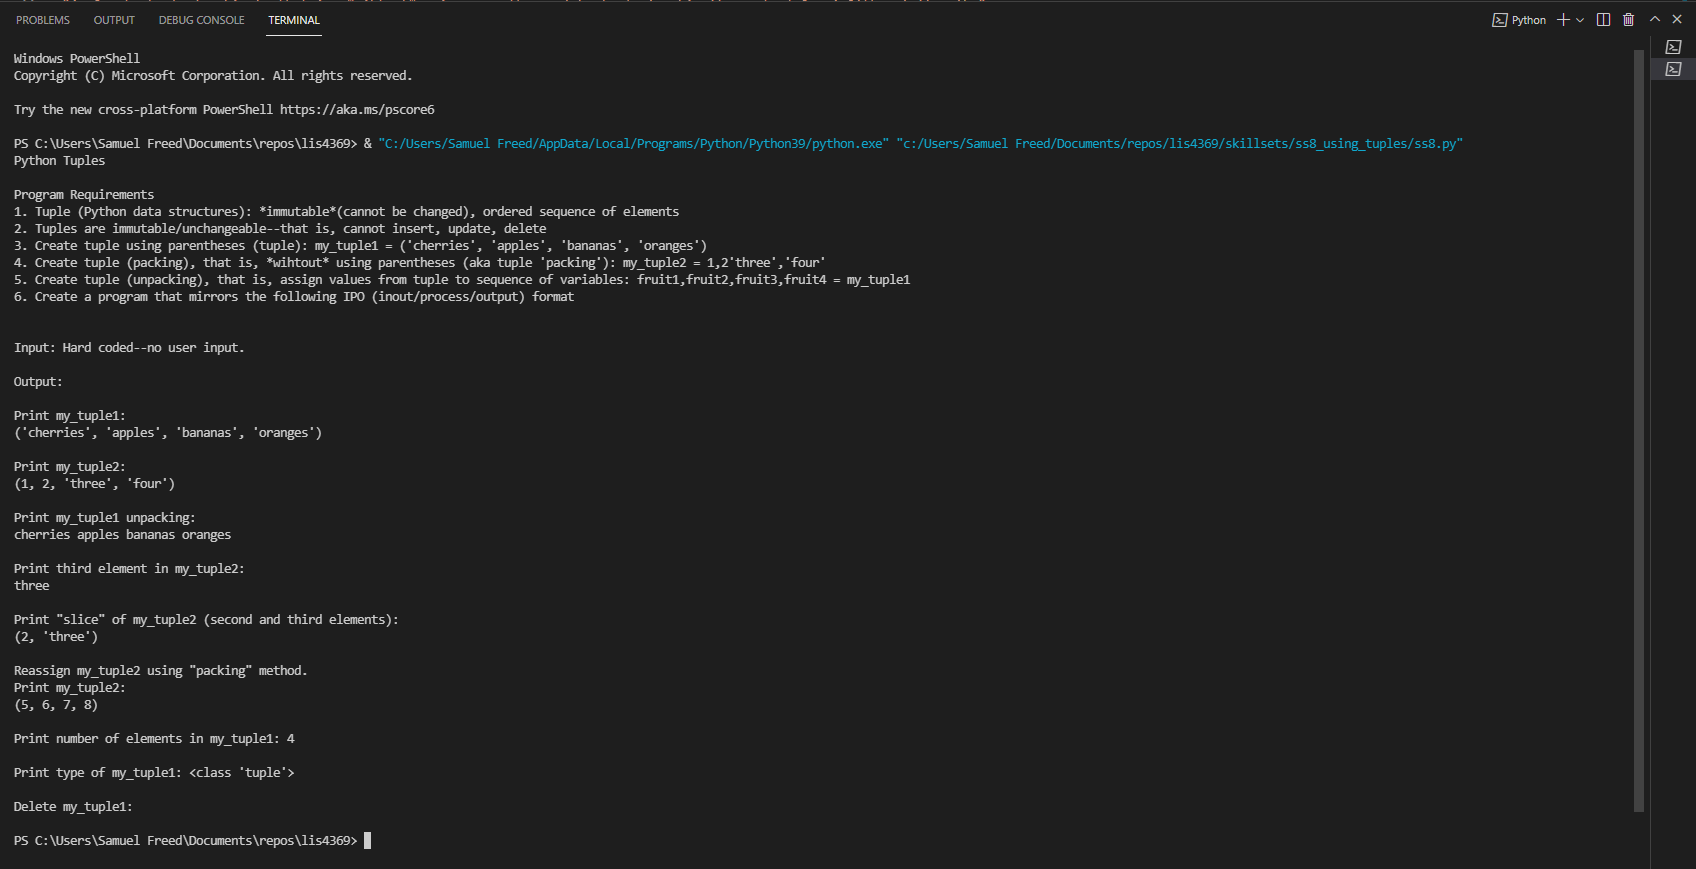 PROBLEMS OUTPUT DEBUG CONSOLE TERMINAL Python
Windows PowerShell
Copyright (C) Microsoft Corporation. All rights reserved.
Try the new cross-platform PowerShell https://aka.ms/pscore6
PS C:\Users\Samuel Freed\Documents\repos\lis4369> & "C:/Users/Samuel Freed/AppData/Local/Programs/Python/Python39/python.exe" "c:/Users/Samuel Freed/Documents/repos/lis4369/skillsets/ss8_using_tuples/ss8.py"
Python Tuples
Program Requirements
1. Tuple (Python data structures): *immutable*(cannot be changed), ordered sequence of elements
2. Tuples are immutable/unchangeable--that is, cannot insert, update, delete
3. Create tuple using parentheses (tuple): my_tuple1 = ('cherries', 'apples', 'bananas', 'oranges')
4. Create tuple (packing), that is, *wihtout* using parentheses (aka tuple 'packing'): my_tuple2 = 1,2'three','four'
5. Create tuple (unpacking), that is, assign values from tuple to sequence of variables: fruit1,fruit2,fruit3,fruit4 = my_tuple1
6. Create a program that mirrors the following IPO (inout/process/output) format
Input: Hard coded--no user input.
Output:
Print my_tuple1:
('cherries', 'apples', 'bananas', 'oranges')
Print my_tuple2:
(1, 2, 'three', 'four')
Print my_tuple1 unpacking:
cherries apples bananas oranges
Print third element in my_tuple2:
three
Print "slice" of my_tuple2 (second and third elements):
(2, 'three')
Reassign my_tuple2 using "packing" method.
Print my_tuple2:
(5, 6, 7, 8)
Print number of elements in my_tuple1: 4
Print type of my_tuple1: <class 'tuple'>
Delete my_tuple1:
PS C:\Users\Samuel Freed\Documents\repos\lis4369>